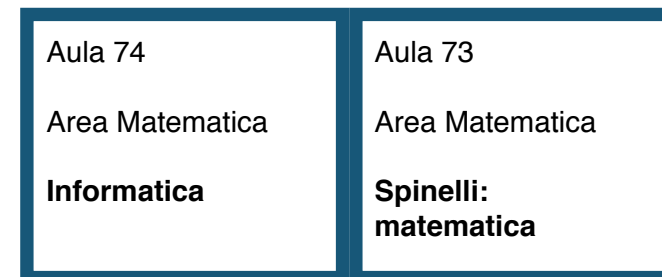 Aula 74
Area Matematica
Informatica
Aula 73
Area Matematica
Spinelli:
matematica